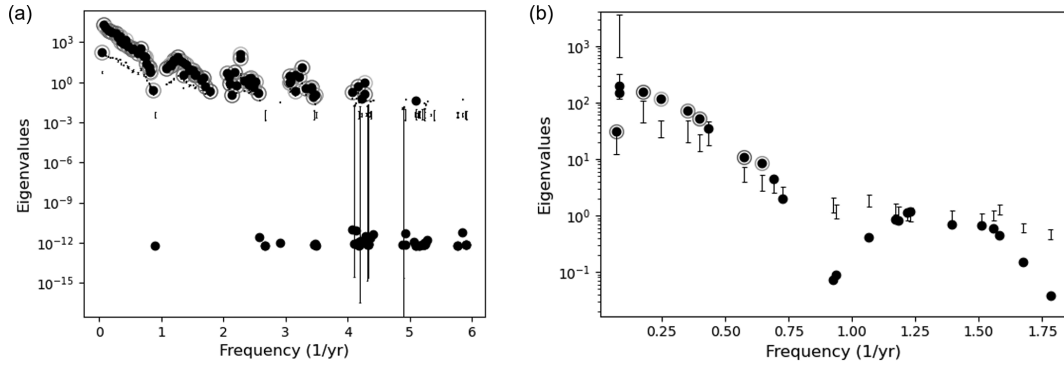 (a)
(b)
Eigenvalues
10³
10⁰
10⁻³
10⁻⁶
10⁻⁹
10⁻¹²
10⁻¹⁵
0 1 2 3 4 5 6
Frequency (1/yr)
Eigenvalues
10³
10²
10¹
10⁰
10⁻¹
0.25 0.50 0.75 1.00 1.25 1.50 1.75
Frequency (1/yr)